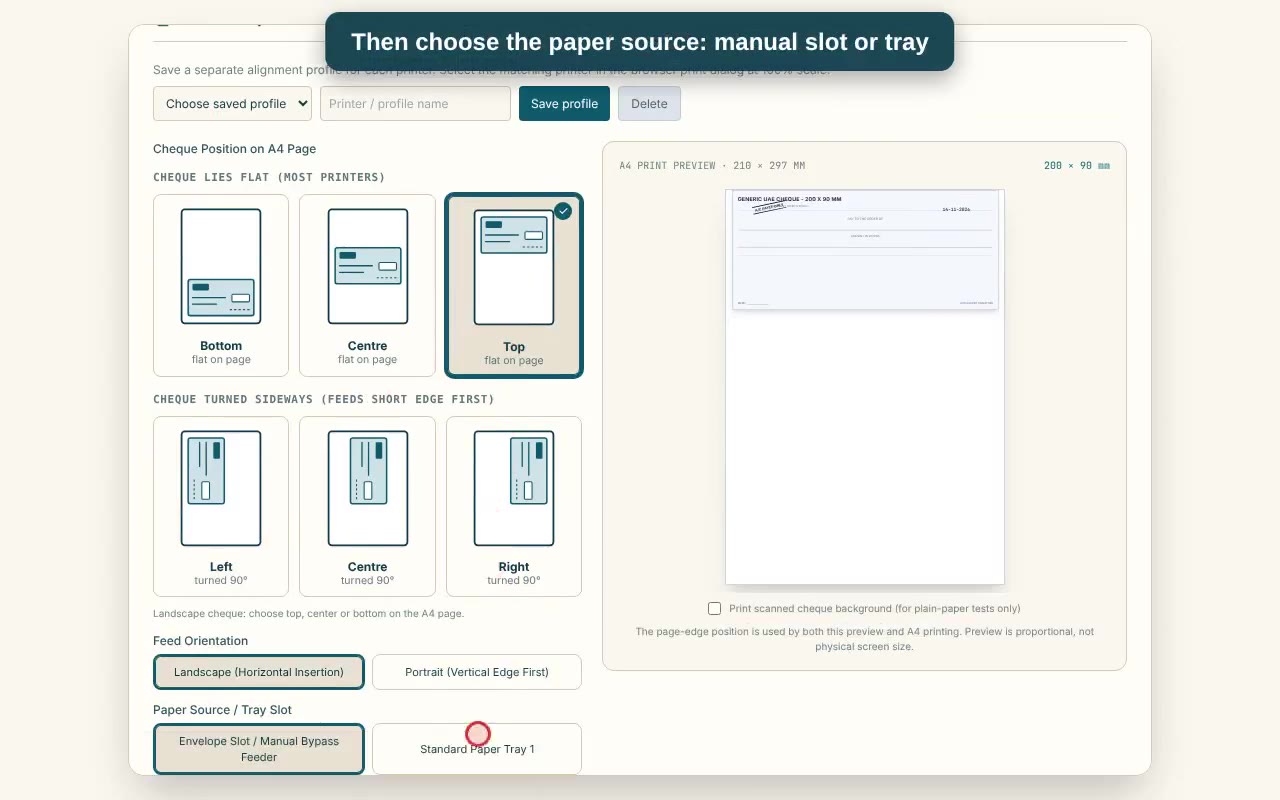 Then choose the paper source: manual slot or tray
Save a separate alignment profile for each printer. Select the matching printer in the browser print dialog at 100% scale.
Choose saved profile
Printer / profile name
Save profile
Delete
Cheque Position on A4 Page
CHEQUE LIES FLAT (MOST PRINTERS)
Bottom
flat on page
Centre
flat on page
Top
flat on page
CHEQUE TURNED SIDEWAYS (FEEDS SHORT EDGE FIRST)
Left
turned 90°
Centre
turned 90°
Right
turned 90°
Landscape cheque: choose top, center or bottom on the A4 page.
Feed Orientation
Landscape (Horizontal Insertion)
Portrait (Vertical Edge First)
Paper Source / Tray Slot
Envelope Slot / Manual Bypass
Feeder
Standard Paper Tray 1
A4 PRINT PREVIEW · 210 × 297 MM
200 × 90 mm
GENERIC UAE CHEQUE - 200 X 90 MM
Print scanned cheque background (for plain-paper tests only)
The page-edge position is used by both this preview and A4 printing. Preview is proportional, not
physical screen size.